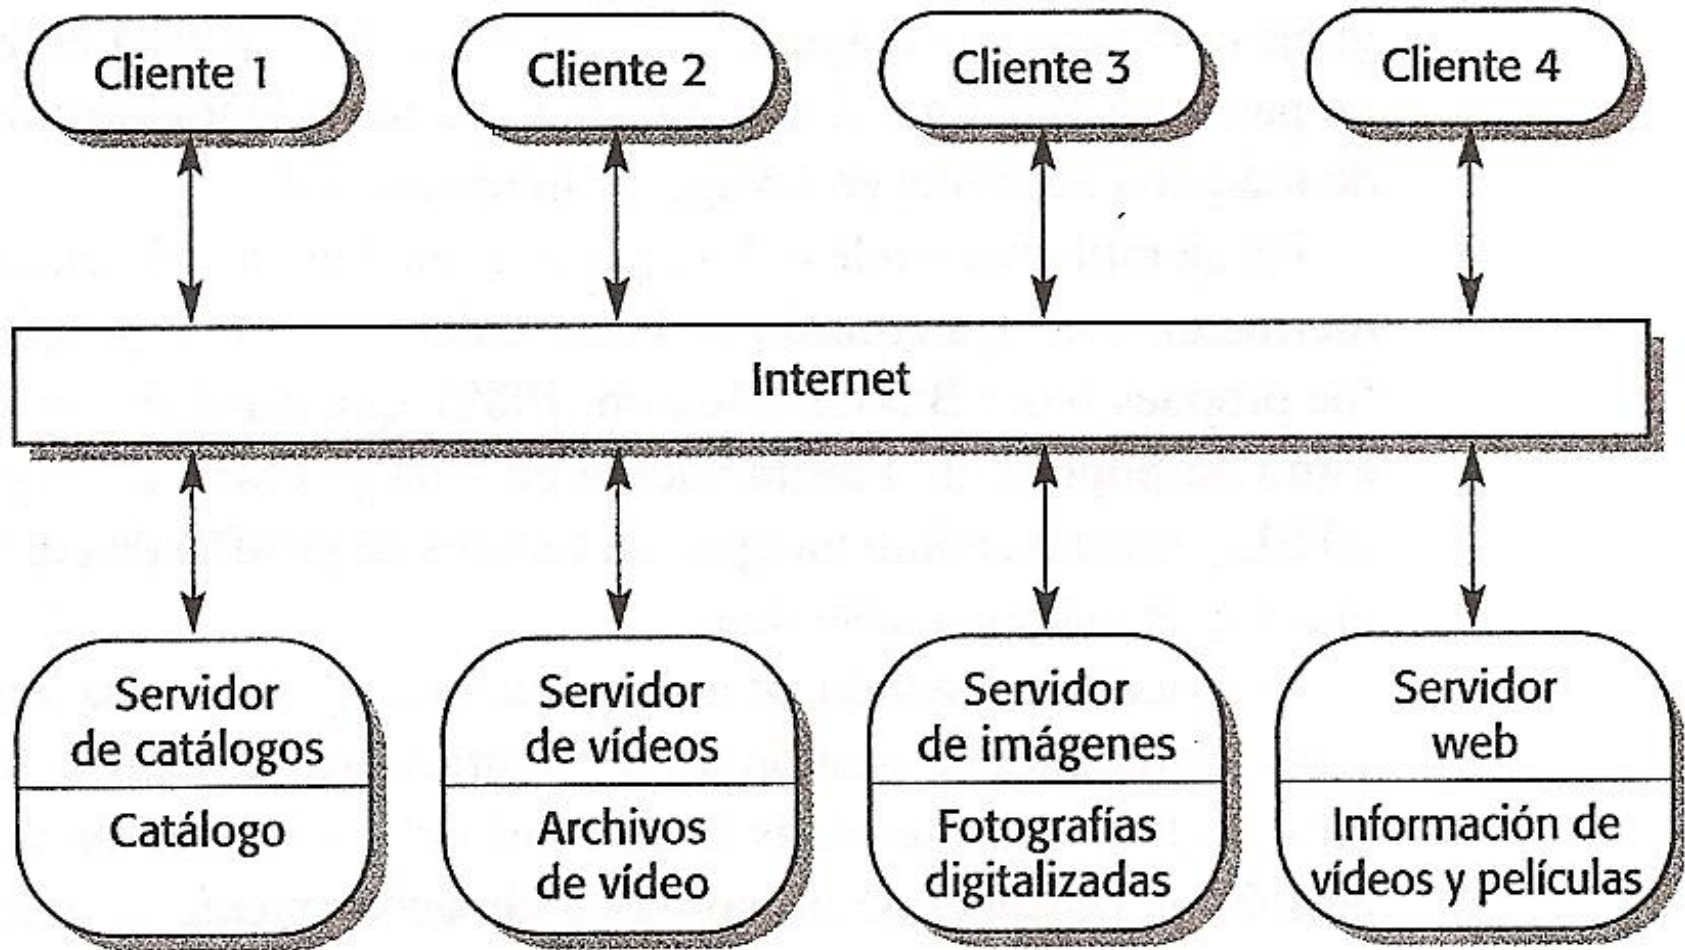 Cliente 1
Cliente 2
Cliente 3
Cliente 4
Internet
Servidor
de catálogos
Catálogo
Servidor
de vídeos
Archivos
de vídeo
Servidor
de imágenes
Fotografías
digitalizadas
Servidor
web
Información de
vídeos y películas